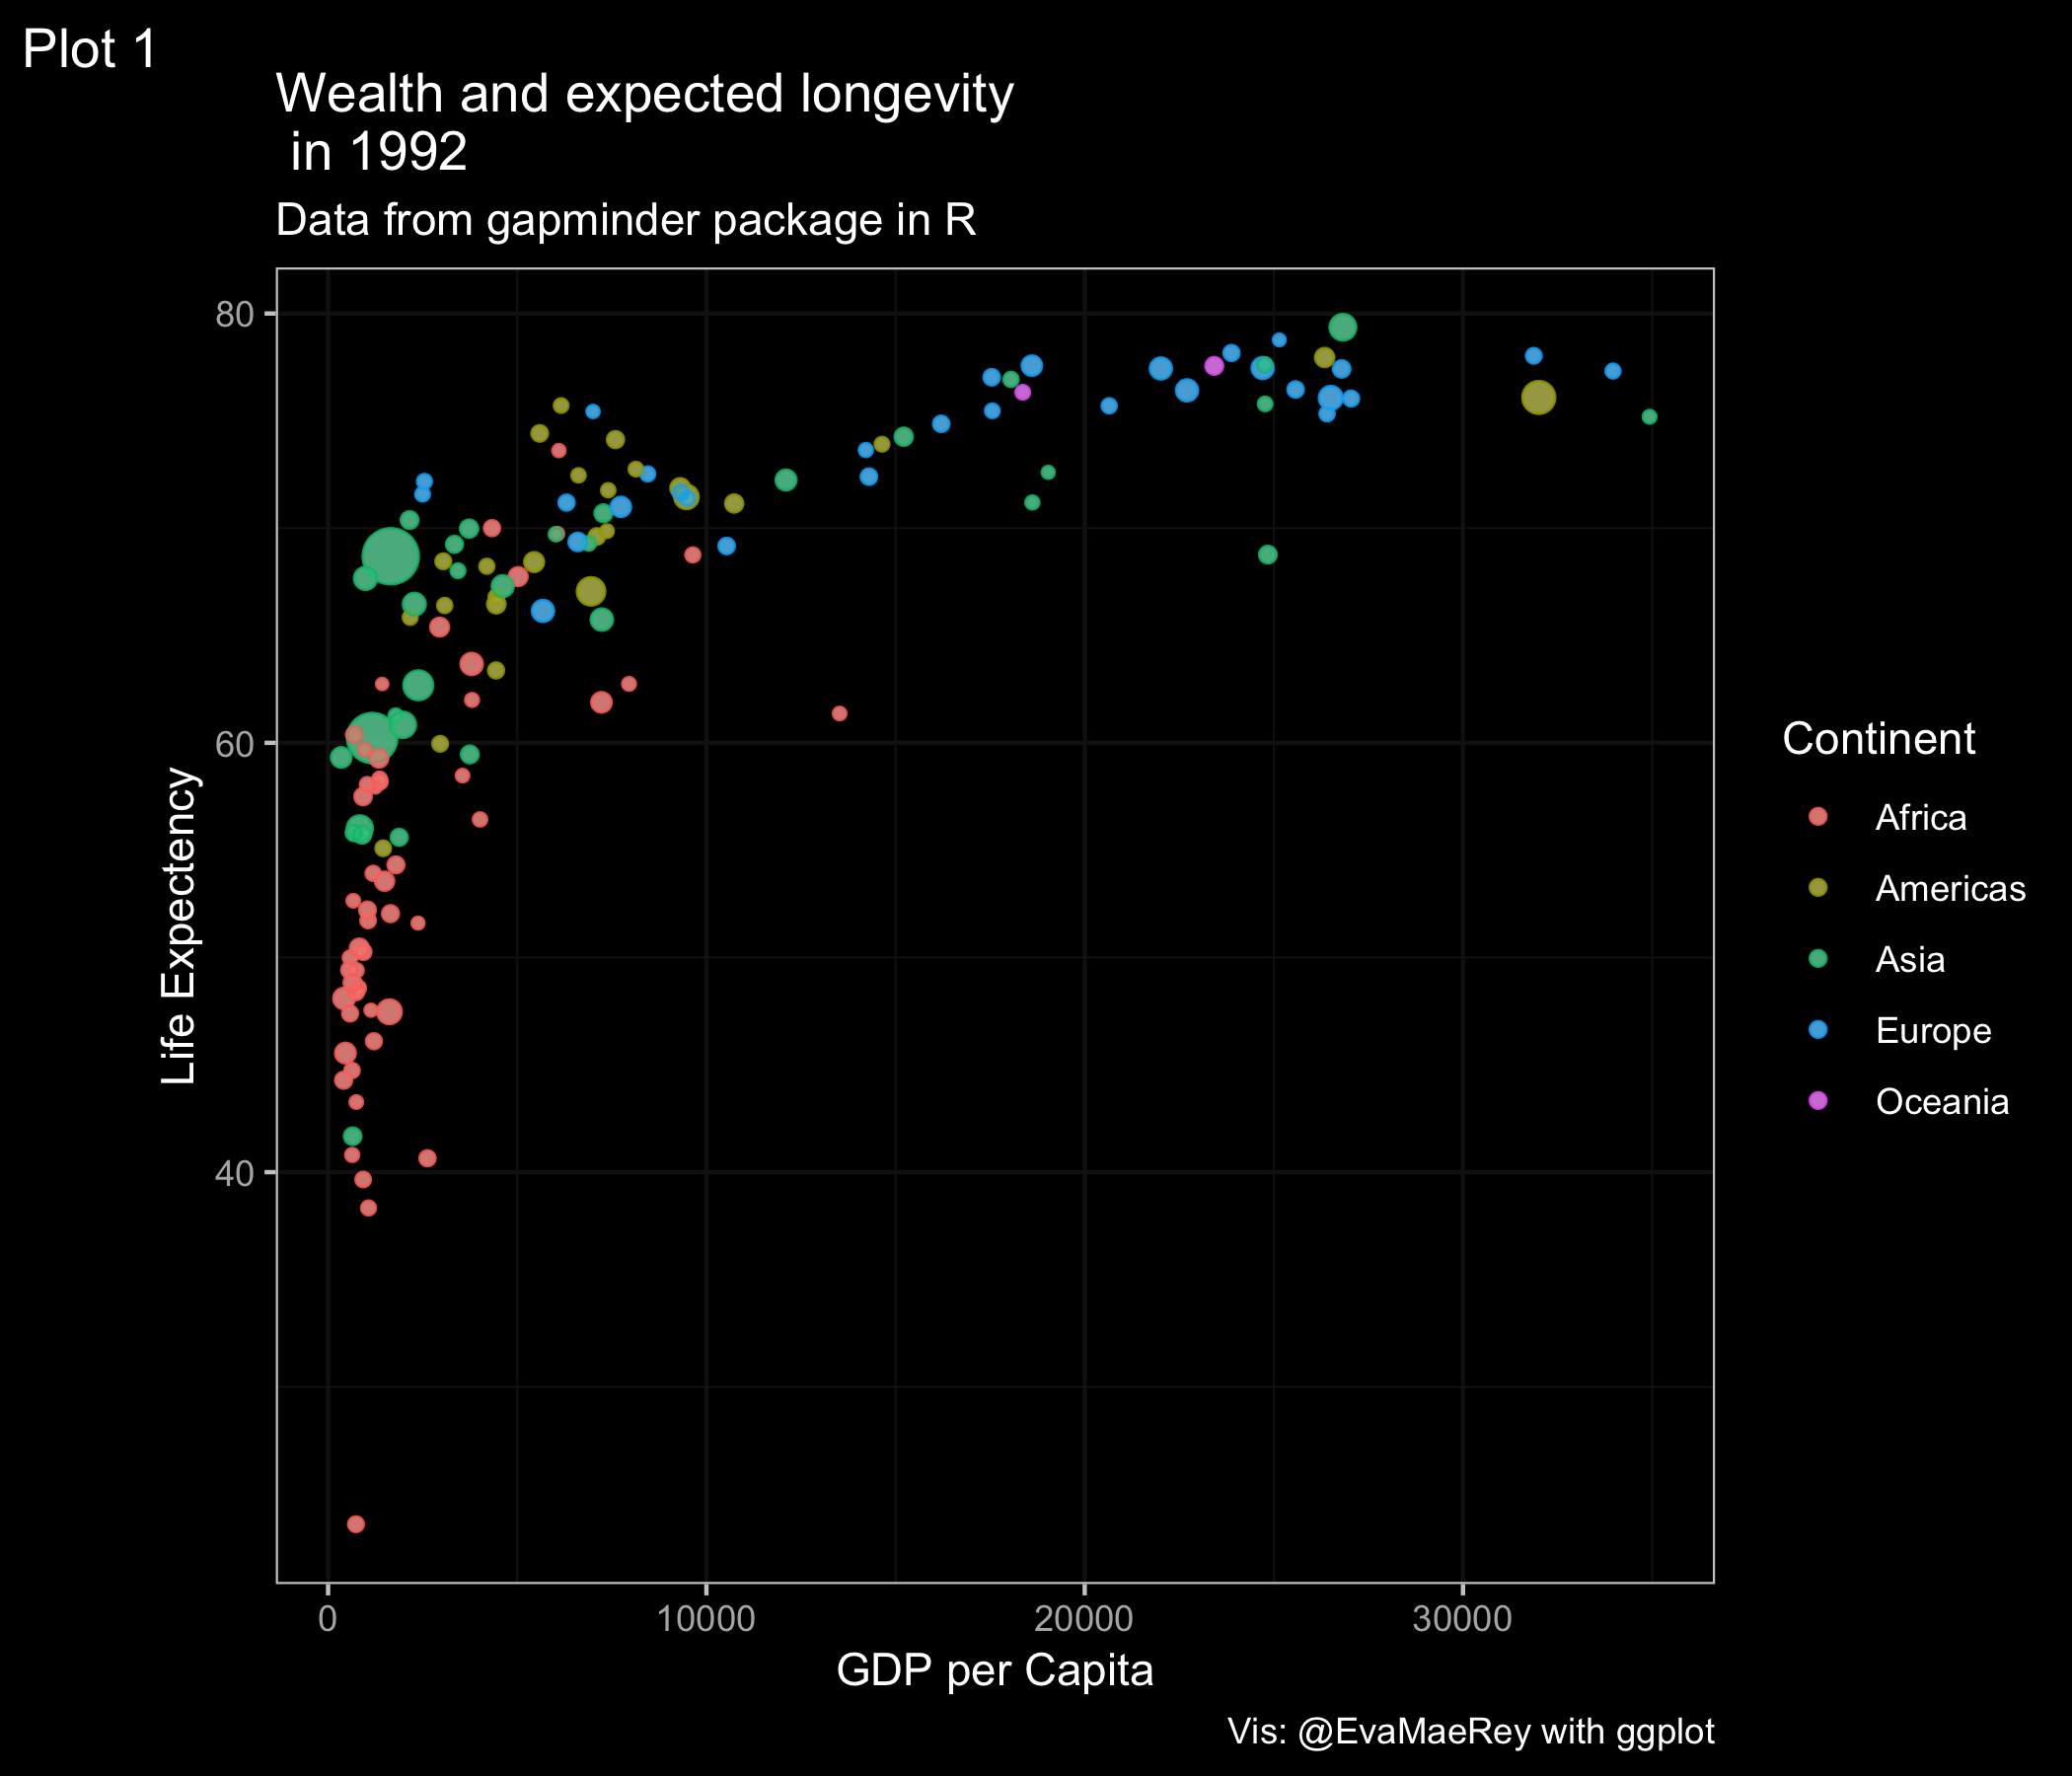 Plot 1
Wealth and expected longevity
in 1992
Data from gapminder package in R
80
60
40
Life Expectency
0 10000 20000 30000
GDP per Capita
Continent
Africa
Americas
Asia
Europe
Oceania
Vis: @EvaMaeRey with ggplot